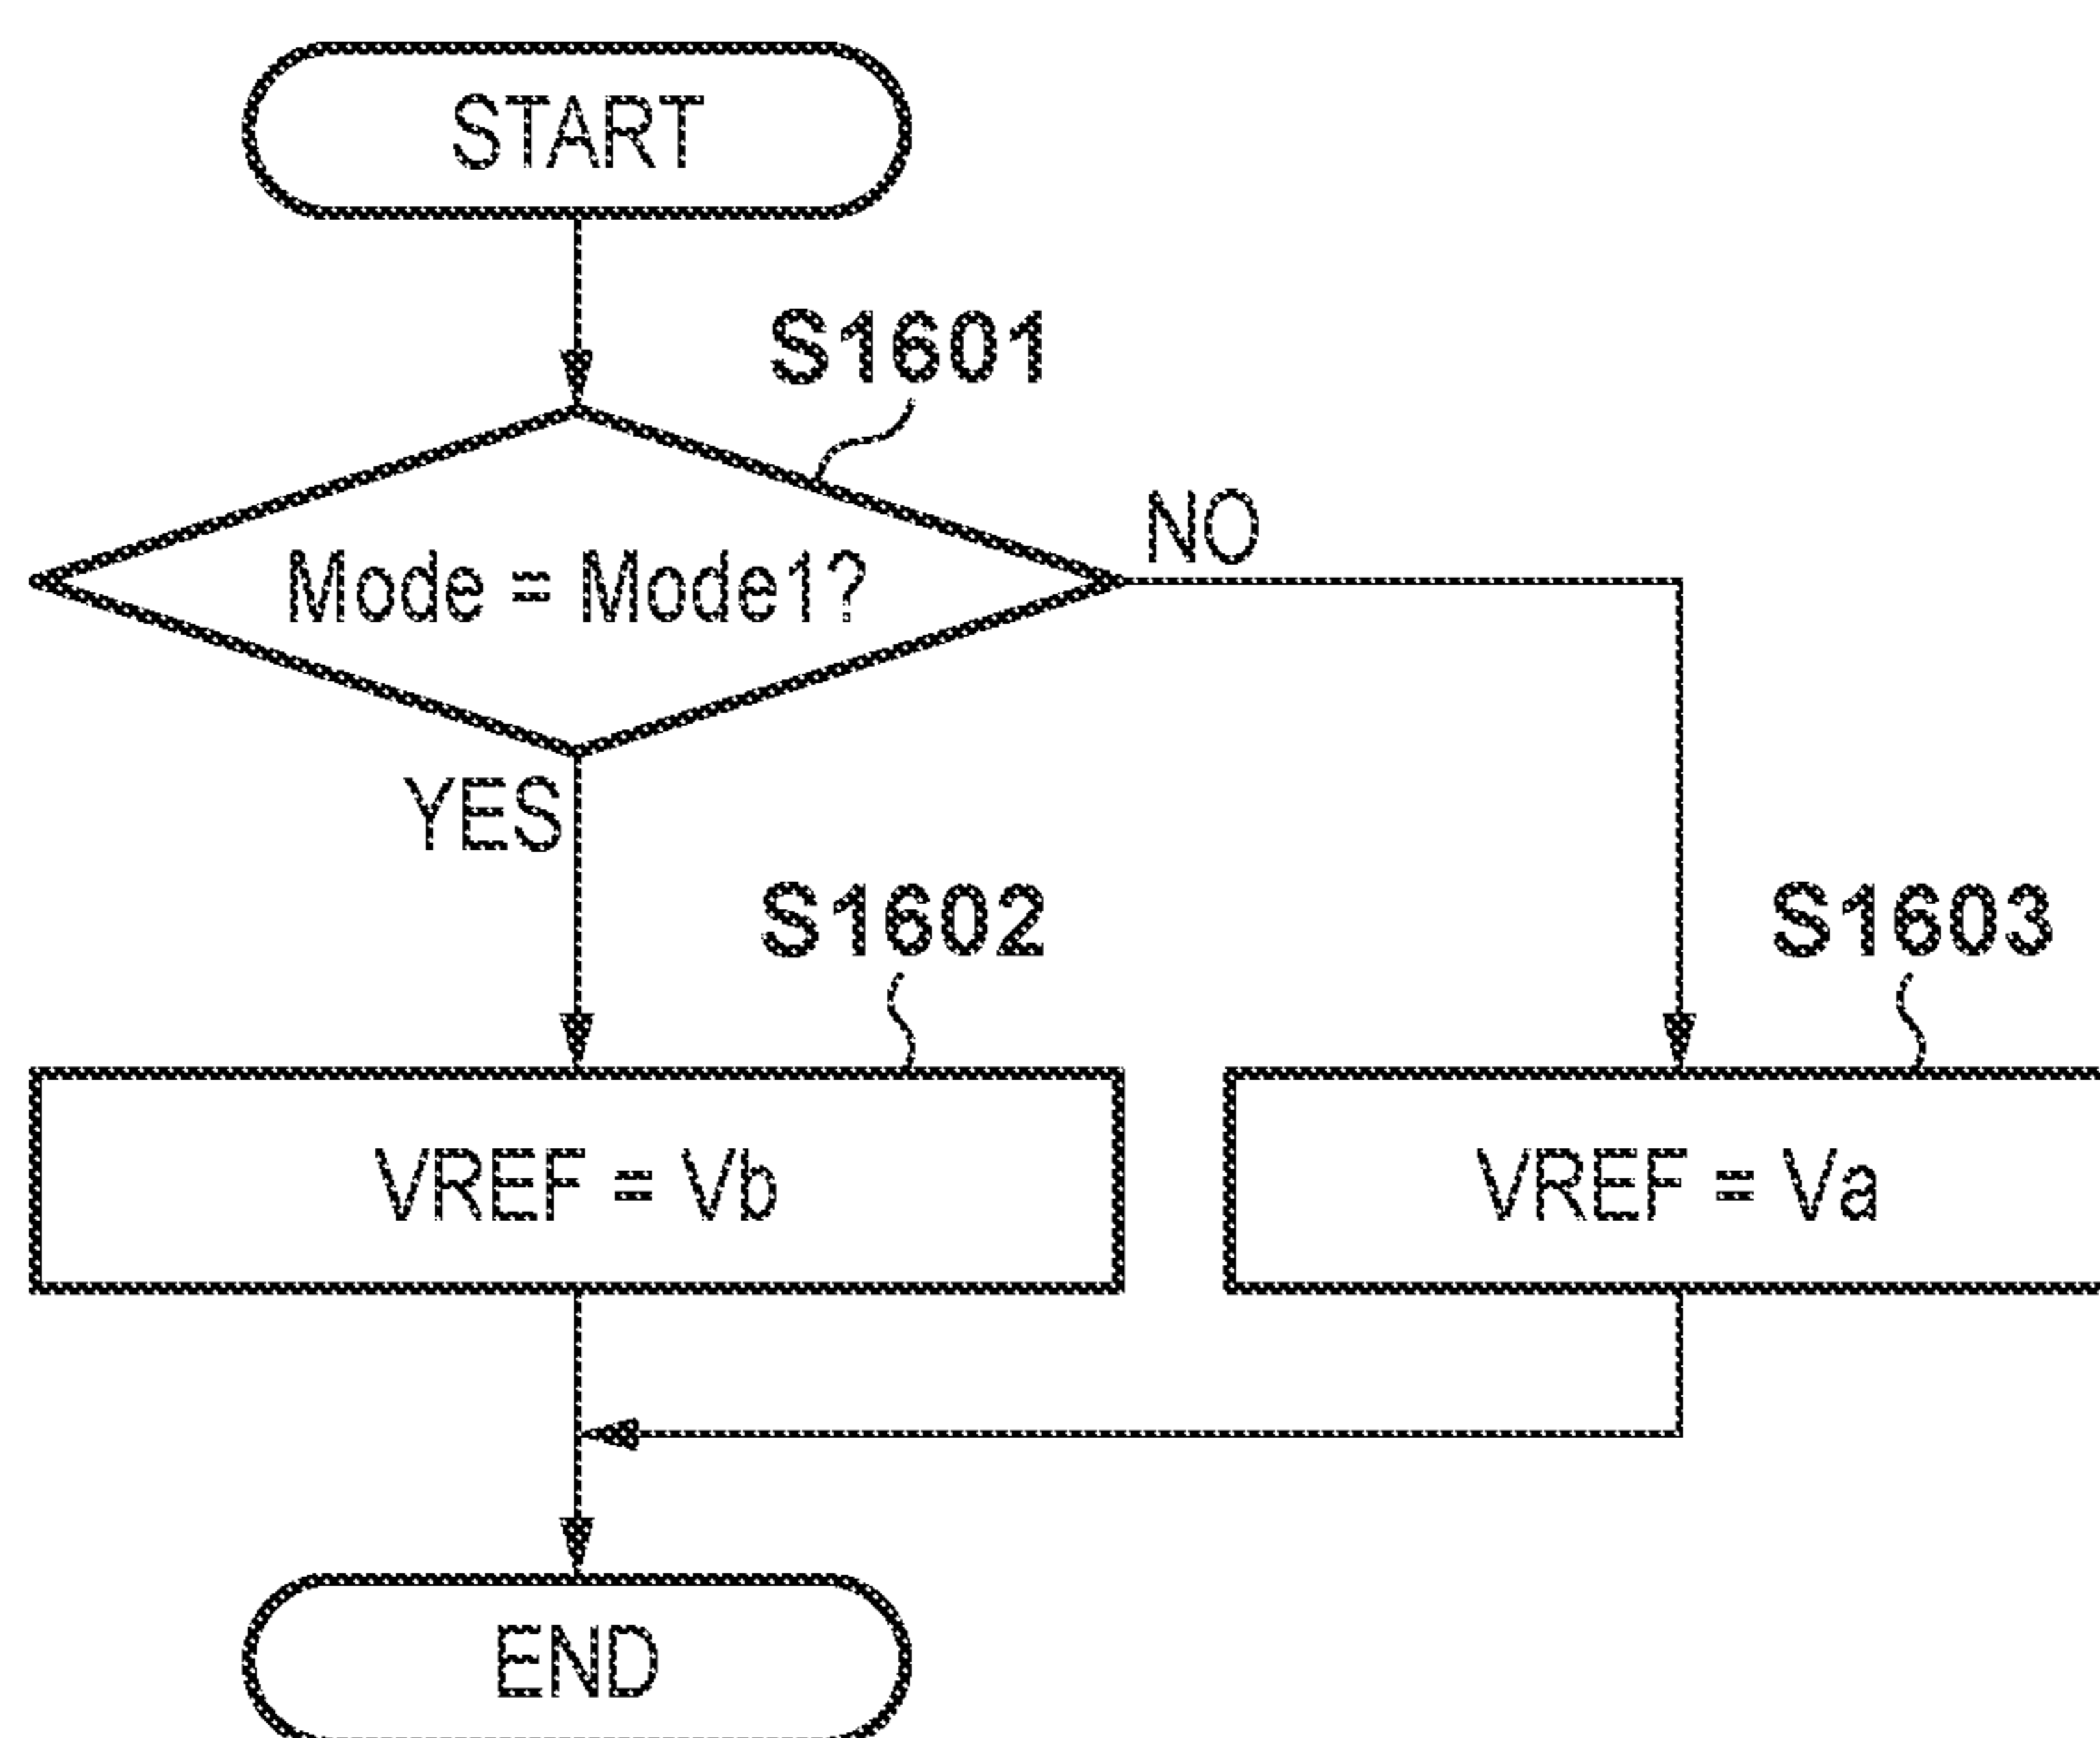 START
S1601
Mode = Mode1?
NO
YES
S1602
S1603
VREF = Vb
VREF = Va
END